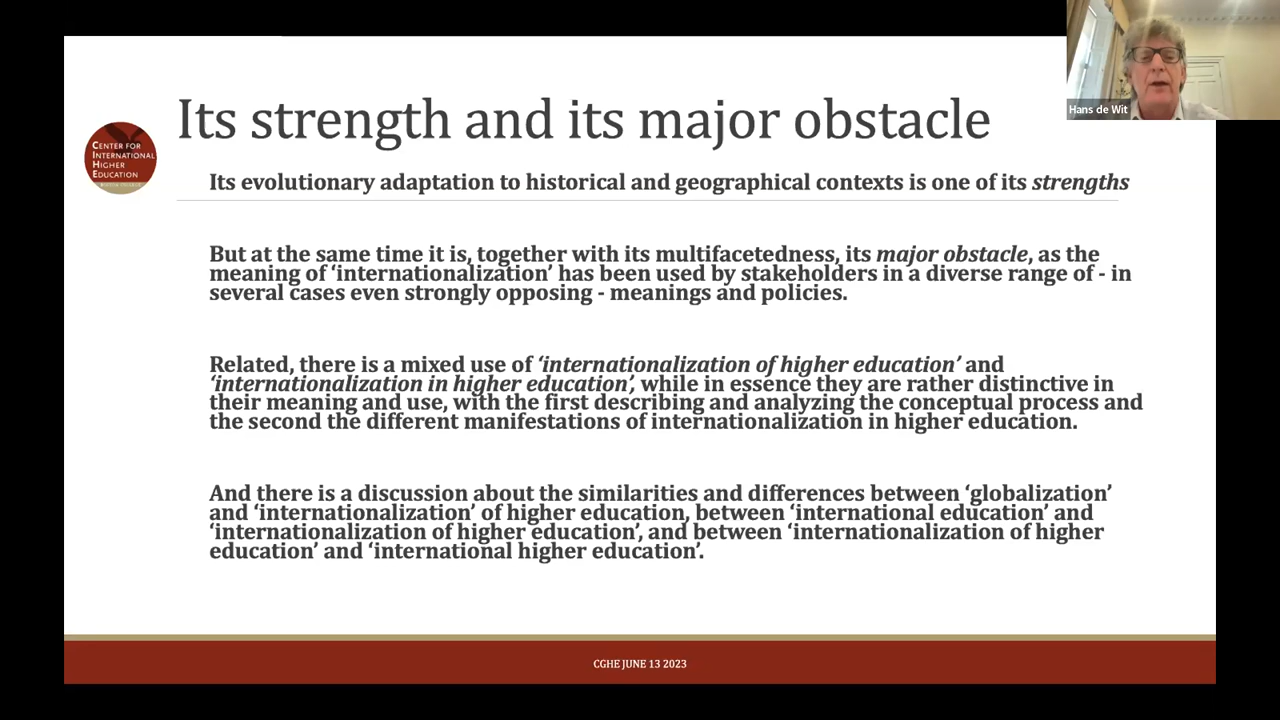 Hans de Wit
Its strength and its major obstacle
CENTER FOR
INTERNATIONAL
HIGHER
EDUCATION
Its evolutionary adaptation to historical and geographical contexts is one of its strengths
But at the same time it is, together with its multifacetedness, its major obstacle, as the
meaning of ‘internationalization’ has been used by stakeholders in a diverse range of - in
several cases even strongly opposing - meanings and policies.
Related, there is a mixed use of ‘internationalization of higher education’ and
‘internationalization in higher education’, while in essence they are rather distinctive in
their meaning and use, with the first describing and analyzing the conceptual process and
the second the different manifestations of internationalization in higher education.
And there is a discussion about the similarities and differences between ‘globalization’
and ‘internationalization’ of higher education, between ‘international education’ and
‘internationalization of higher education’, and between ‘internationalization of higher
education’ and ‘international higher education’.
CGHE JUNE 13 2023